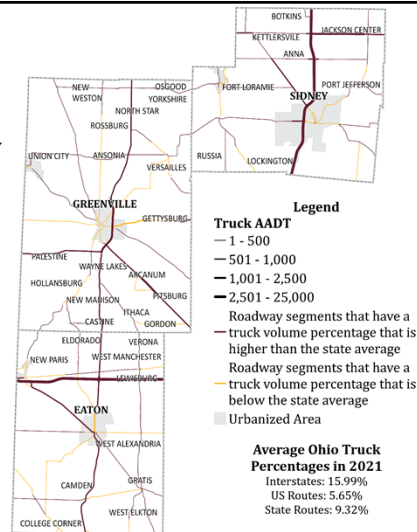 BOTKINS
JACKSON CENTER
KETTLERSVILE
ANNA
NEW
WESTON
OSGOOD
YORKSHIRE
FORT LORAMIE
PORT JEFFERSON
SIDNEY
NORTH STAR
ROSSBURG
UNION CITY
ANSONIA
VERSAILLES
RUSSIA
LOCKINGTON
GREENVILLE
GETTYSBURG
PALESTINE
WAYNE LAKES
ARCANUM
HOLLANSBURG
PITSBURG
NEW MADISON
ITHACA
CASTINE
GORDON
ELDORADO
VERONA
NEW PARIS
WEST MANCHESTER
LEWISBURG
EATON
WEST ALEXANDRIA
CAMDEN
GRATIS
WEST ELKTON
COLLEGE CORNER
Legend
Truck AADT
1 - 500
501 - 1,000
1,001 - 2,500
2,501 - 25,000
Roadway segments that have a
truck volume percentage that is
higher than the state average
Roadway segments that have a
truck volume percentage that is
below the state average
Urbanized Area
Average Ohio Truck
Percentages in 2021
Interstates: 15.99%
US Routes: 5.65%
State Routes: 9.32%